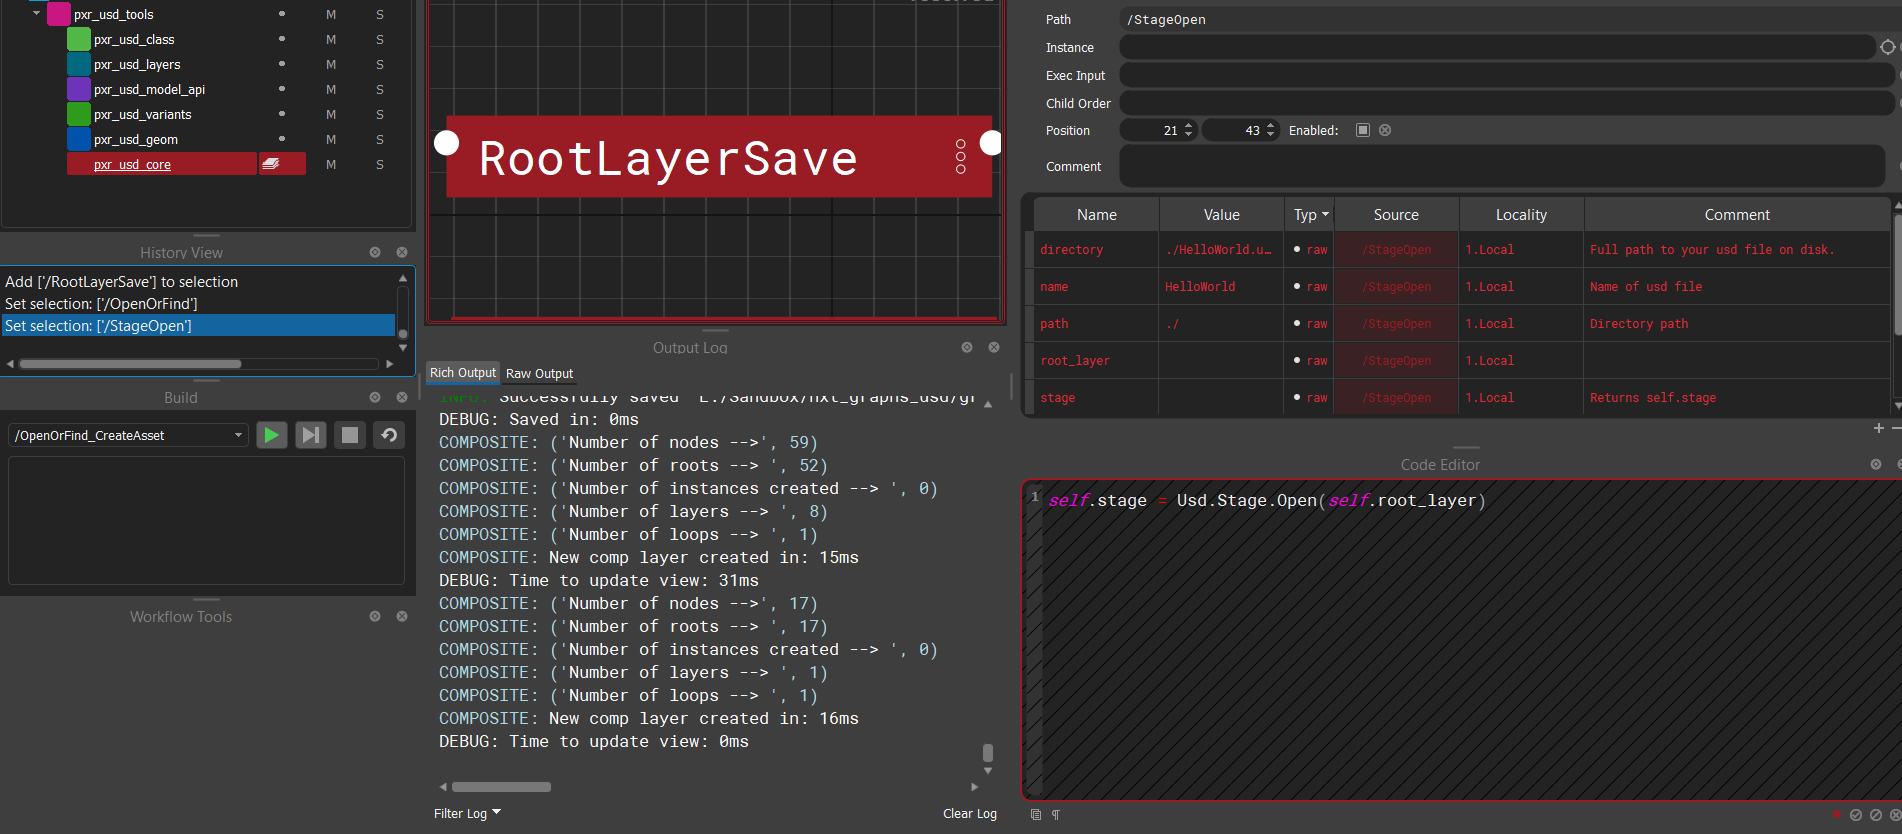 pxr_usd_tools M S
pxr_usd_class M S
pxr_usd_layers M S
pxr_usd_model_api M S
pxr_usd_variants M S
pxr_usd_geom M S
pxr_usd_core M S
History View
Add ['/RootLayerSave'] to selection
Set selection: ['/OpenOrFind']
Set selection: ['/StageOpen']
Build
/OpenOrFind_CreateAsset
Workflow Tools
RootLayerSave
Output Log
Rich Output Raw Output
INFO: Successfully saved
DEBUG: Saved in: 0ms
COMPOSITE: ('Number of nodes -->', 59)
COMPOSITE: ('Number of roots --> ', 52)
COMPOSITE: ('Number of instances created --> ', 0)
COMPOSITE: ('Number of layers --> ', 8)
COMPOSITE: ('Number of loops --> ', 1)
COMPOSITE: New comp layer created in: 15ms
DEBUG: Time to update view: 31ms
COMPOSITE: ('Number of nodes -->', 17)
COMPOSITE: ('Number of roots --> ', 17)
COMPOSITE: ('Number of instances created --> ', 0)
COMPOSITE: ('Number of layers --> ', 1)
COMPOSITE: ('Number of loops --> ', 1)
COMPOSITE: New comp layer created in: 16ms
DEBUG: Time to update view: 0ms
Filter Log Clear Log
Path /StageOpen
Instance
Exec Input
Child Order
Position 21 43 Enabled:
Comment
Name Value Typ Source Locality Comment
directory ./HelloWorld.u... raw /StageOpen 1.Local Full path to your usd file on disk.
name HelloWorld raw /StageOpen 1.Local Name of usd file
path ./ raw /StageOpen 1.Local Directory path
root_layer raw /StageOpen 1.Local
stage raw /StageOpen 1.Local Returns self.stage
Code Editor
1 self.stage = Usd.Stage.Open(self.root_layer)